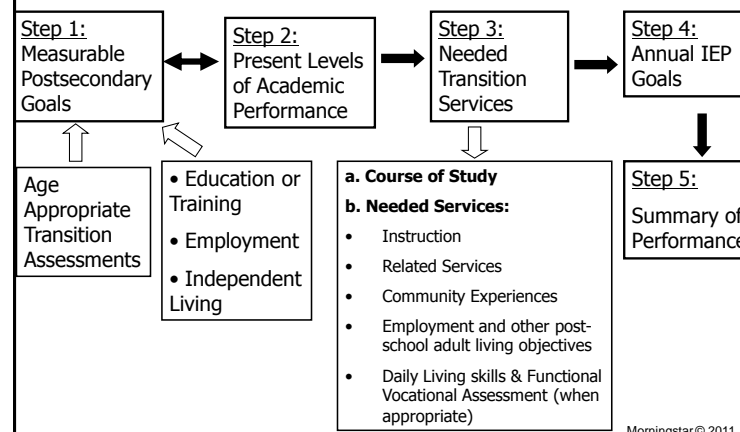 Step 1:
Measurable
Postsecondary
Goals
Step 2:
Present Levels
of Academic
Performance
Step 3:
Needed
Transition
Services
Step 4:
Annual IEP
Goals
Age
Appropriate
Transition
Assessments
• Education or
Training
• Employment
• Independent
Living
a. Course of Study
b. Needed Services:
• Instruction
• Related Services
• Community Experiences
• Employment and other post-
school adult living objectives
• Daily Living skills & Functional
Vocational Assessment (when
appropriate)
Step 5:
Summary of
Performance
Morningstar © 2011